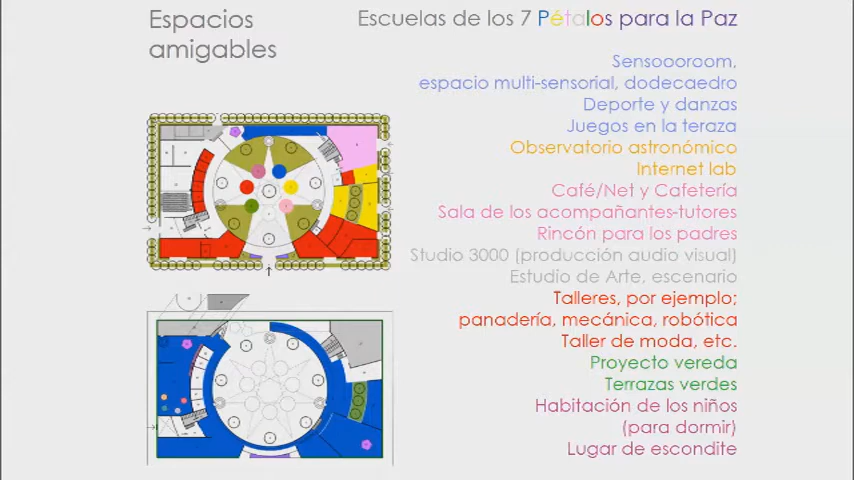 Espacios
amigables
Escuelas de los 7 Pétalos para la Paz
Sensoooroom,
espacio multi-sensorial, dodecaedro
Deporte y danzas
Juegos en la teraza
Observatorio astronómico
Internet lab
Café/Net y Cafetería
Sala de los acompañantes-tutores
Rincón para los padres
Studio 3000 (producción audio visual)
Estudio de Arte, escenario
Talleres, por ejemplo;
panadería, mecánica, robótica
Taller de moda, etc.
Proyecto vereda
Terrazas verdes
Habitación de los niños
(para dormir)
Lugar de escondite